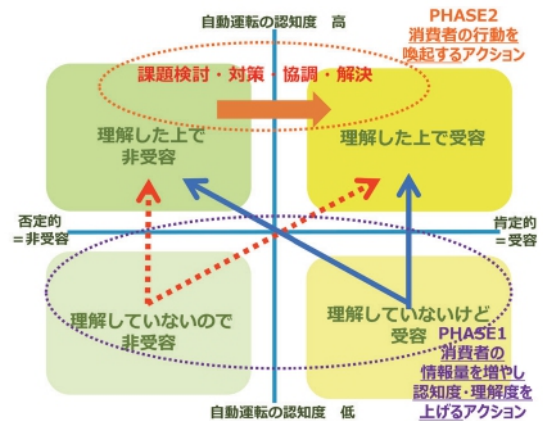 自動運転の認知度 高
PHASE2
消費者の行動を
喚起するアクション
課題検討・対策・協調・解決
理解した上で
非受容
理解した上で受容
否定的
=非受容
肯定的
=受容
理解していないので
非受容
理解していないけど
受容
PHASE1
消費者の
情報量を増やし
認知度・理解度を
上げるアクション
自動運転の認知度 低